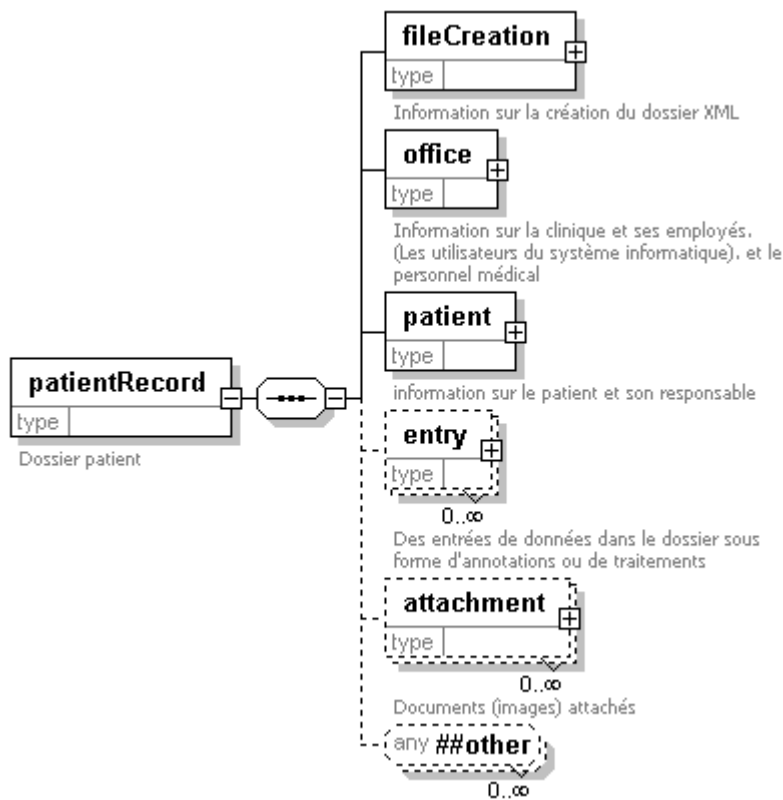 fileCreation
type
Information sur la création du dossier XML
office
type
Information sur la clinique et ses employés.
(Les utilisateurs du système informatique). et le
personnel médical
patient
type
information sur le patient et son responsable
patientRecord
type
Dossier patient
entry
type
0..∞
Des entrées de données dans le dossier sous
forme d'annotations ou de traitements
attachment
type
0..∞
Documents (images) attachés
any ##other
0..∞